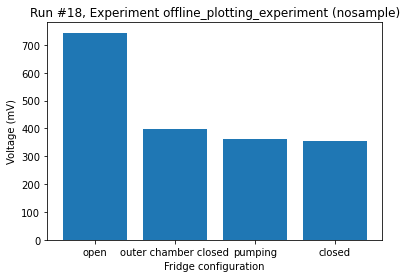 Run #18, Experiment offline_plotting_experiment (nosample)
700
600
500
400
300
200
100
0
Voltage (mV)
open outer chamber closed pumping closed
Fridge configuration